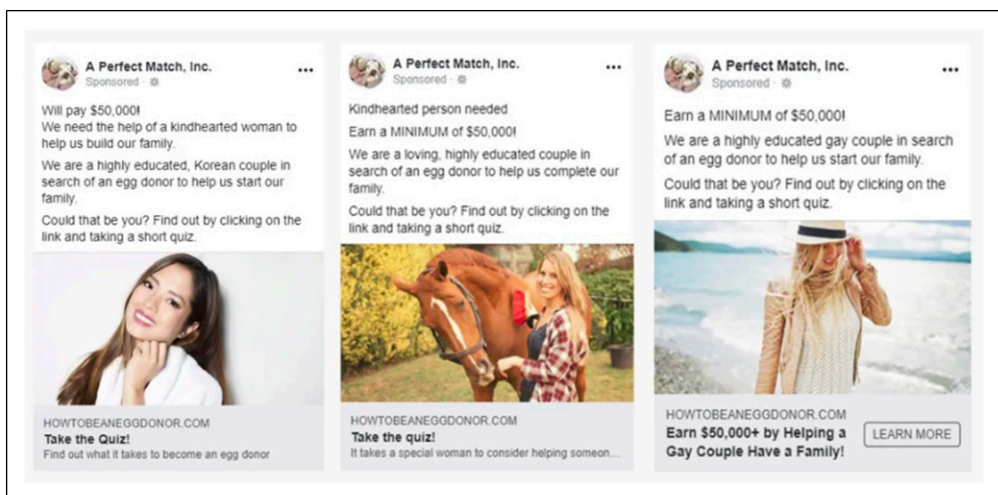 A Perfect Match, Inc.
Sponsored ·
Will pay $50,000!
We need the help of a kindhearted woman to
help us build our family.
We are a highly educated, Korean couple in
search of an egg donor to help us start our
family.
Could that be you? Find out by clicking on the
link and taking a short quiz.
HOWTOBEANEGGDONOR.COM
Take the Quiz!
Find out what it takes to become an egg donor
A Perfect Match, Inc.
Sponsored ·
Kindhearted person needed
Earn a MINIMUM of $50,000!
We are a loving, highly educated couple in
search of an egg donor to help us complete our
family.
Could that be you? Find out by clicking on the
link and taking a short quiz.
HOWTOBEANEGGDONOR.COM
Take the quiz!
It takes a special woman to consider helping someon...
A Perfect Match, Inc.
Sponsored ·
Earn a MINIMUM of $50,000!
We are a highly educated gay couple in search
of an egg donor to help us start our family.
Could that be you? Find out by clicking on the
link and taking a short quiz.
HOWTOBEANEGGDONOR.COM
Earn $50,000+ by Helping a
Gay Couple Have a Family!
LEARN MORE